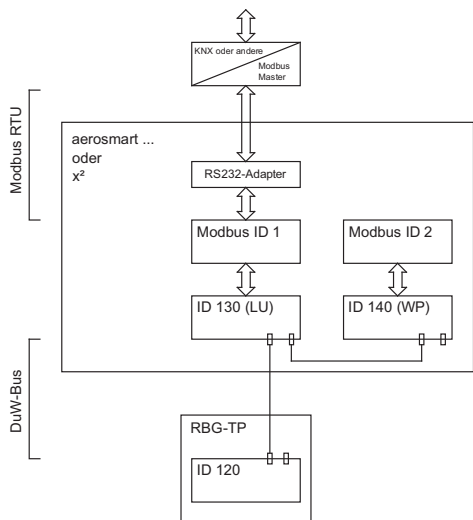 KNX oder andere
Modbus
Master
Modbus RTU
aerosmart ...
oder
x²
RS232-Adapter
Modbus ID 1
Modbus ID 2
ID 130 (LU)
ID 140 (WP)
DuW-Bus
RBG-TP
ID 120